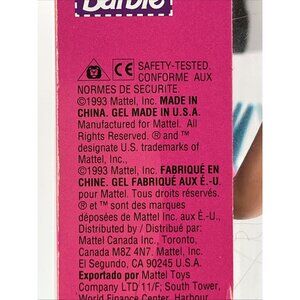 Barbie
CE SAFETY-TESTED.
CONFORME AUX
NORMES DE SECURITE.
©1993 Mattel, Inc. MADE IN
CHINA. GEL MADE IN U.S.A.
Manufactured for Mattel. All
Rights Reserved. ® and ™
designate U.S. trademarks of
Mattel, Inc.,
©1993 Mattel, Inc. FABRIQUÉ EN
CHINE. GEL FABRIQUÉ AUX É.-U.
pour Mattel. Tous droits réservés.
® et ™ sont des marques
déposées de Mattel Inc. aux É.-U.,
Distributed by / Distribué par:
Mattel Canada Inc., Toronto,
Canada M8Z 4N7. Mattel, Inc.
El Segundo, CA 90245 U.S.A.
Exportado por Mattel Toys
Company LTD 11/F; South Tower,
World Finance Center, Harbour